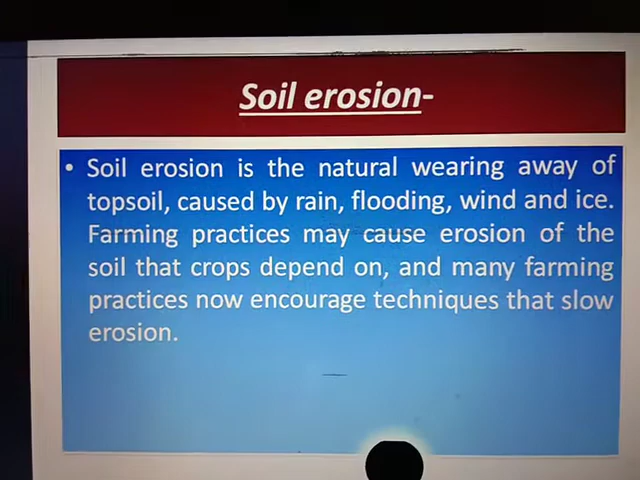 Soil erosion-
• Soil erosion is the natural wearing away of
topsoil, caused by rain, flooding, wind and ice.
Farming practices may cause erosion of the
soil that crops depend on, and many farming
practices now encourage techniques that slow
erosion.